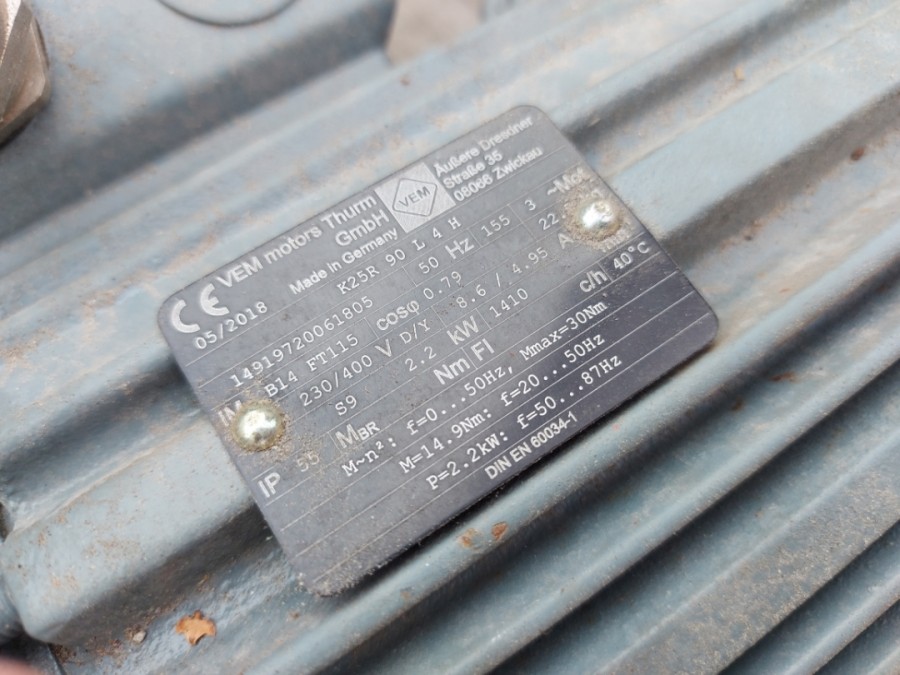 CE VEM motors Thurm VEM Äußere Dresdner
GmbH Straße 35
05/2018 Made in Germany 08066 Zwickau
K25R 90 L 4 H 155 3 ~Mot
14919720061805 50 Hz 22
IM B14 FT115 cosφ 0.79
230/400 V D/Y 8.6 / 4.95 A
S9 2.2 kW 1410
IP 55 MBR Nm FI c/h 40°C
M~n²: f=0...50Hz, Mmax=30Nm
M=14.9Nm: f=20...50Hz
P=2.2kW: f=50...87Hz
DIN EN 60034-1